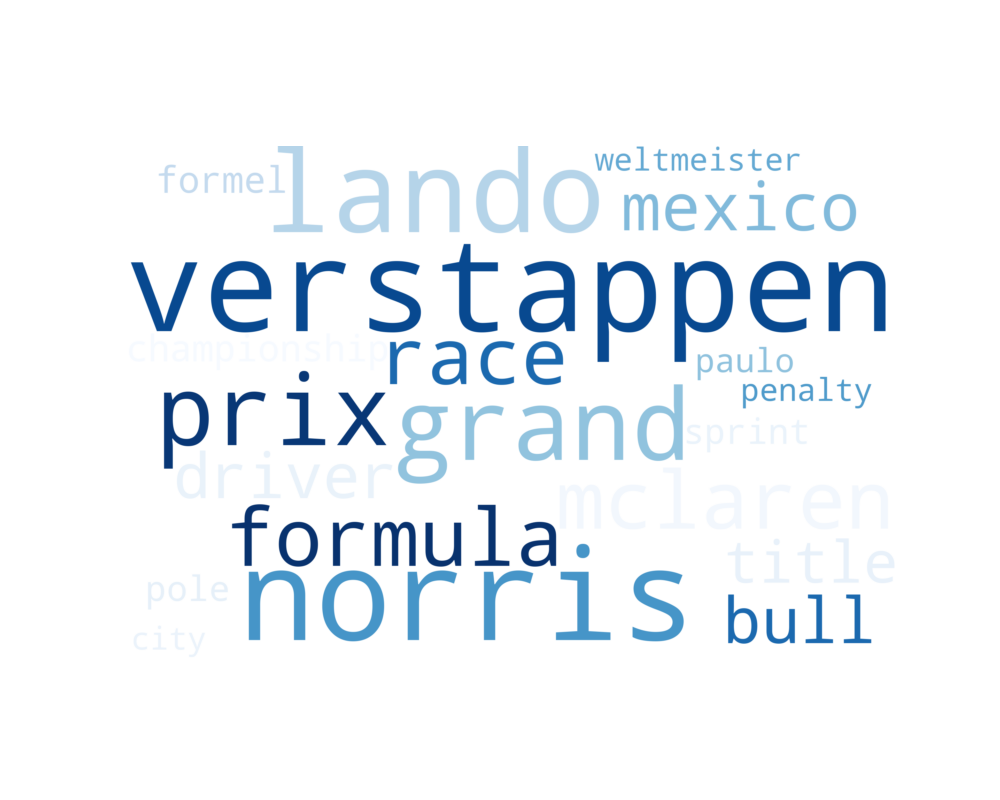 weltmeister
formel lando mexico
verstappen
championship race paulo
penalty
prix grand sprint
driver mclaren
formula title
pole norris bull
city